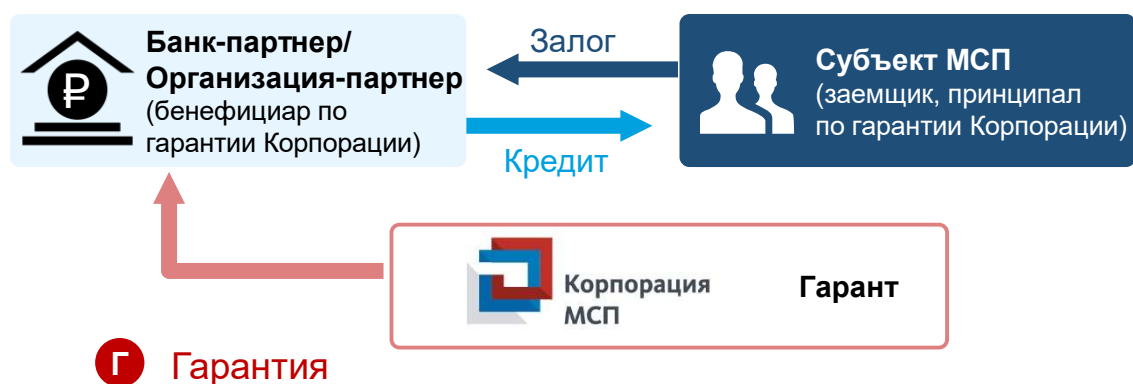 Банк-партнер/
Организация-партнер
(бенефициар по
гарантии Корпорации)
Залог
Кредит
Субъект МСП
(заемщик, принципал
по гарантии Корпорации)
Корпорация
МСП
Гарант
Г Гарантия